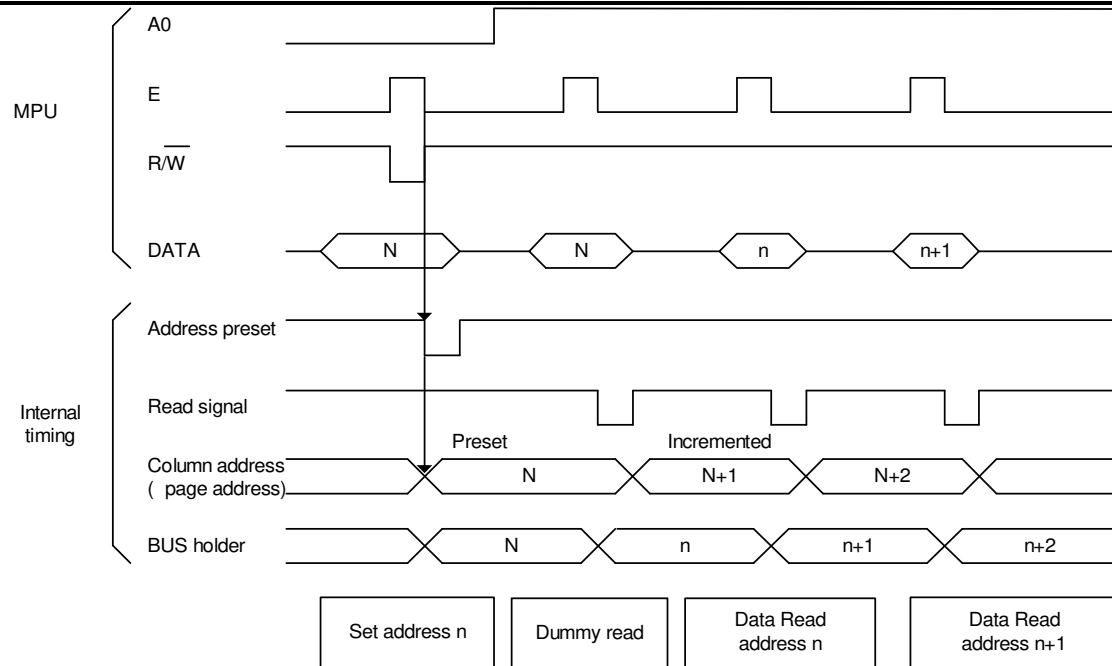 A0
E
MPU
R/W
DATA N N n n+1
Address preset
Read signal
Internal
timing
Preset Incremented
Column address
( page address) N N+1 N+2
BUS holder N n n+1 n+2
Set address n Dummy read Data Read
address n Data Read
address n+1